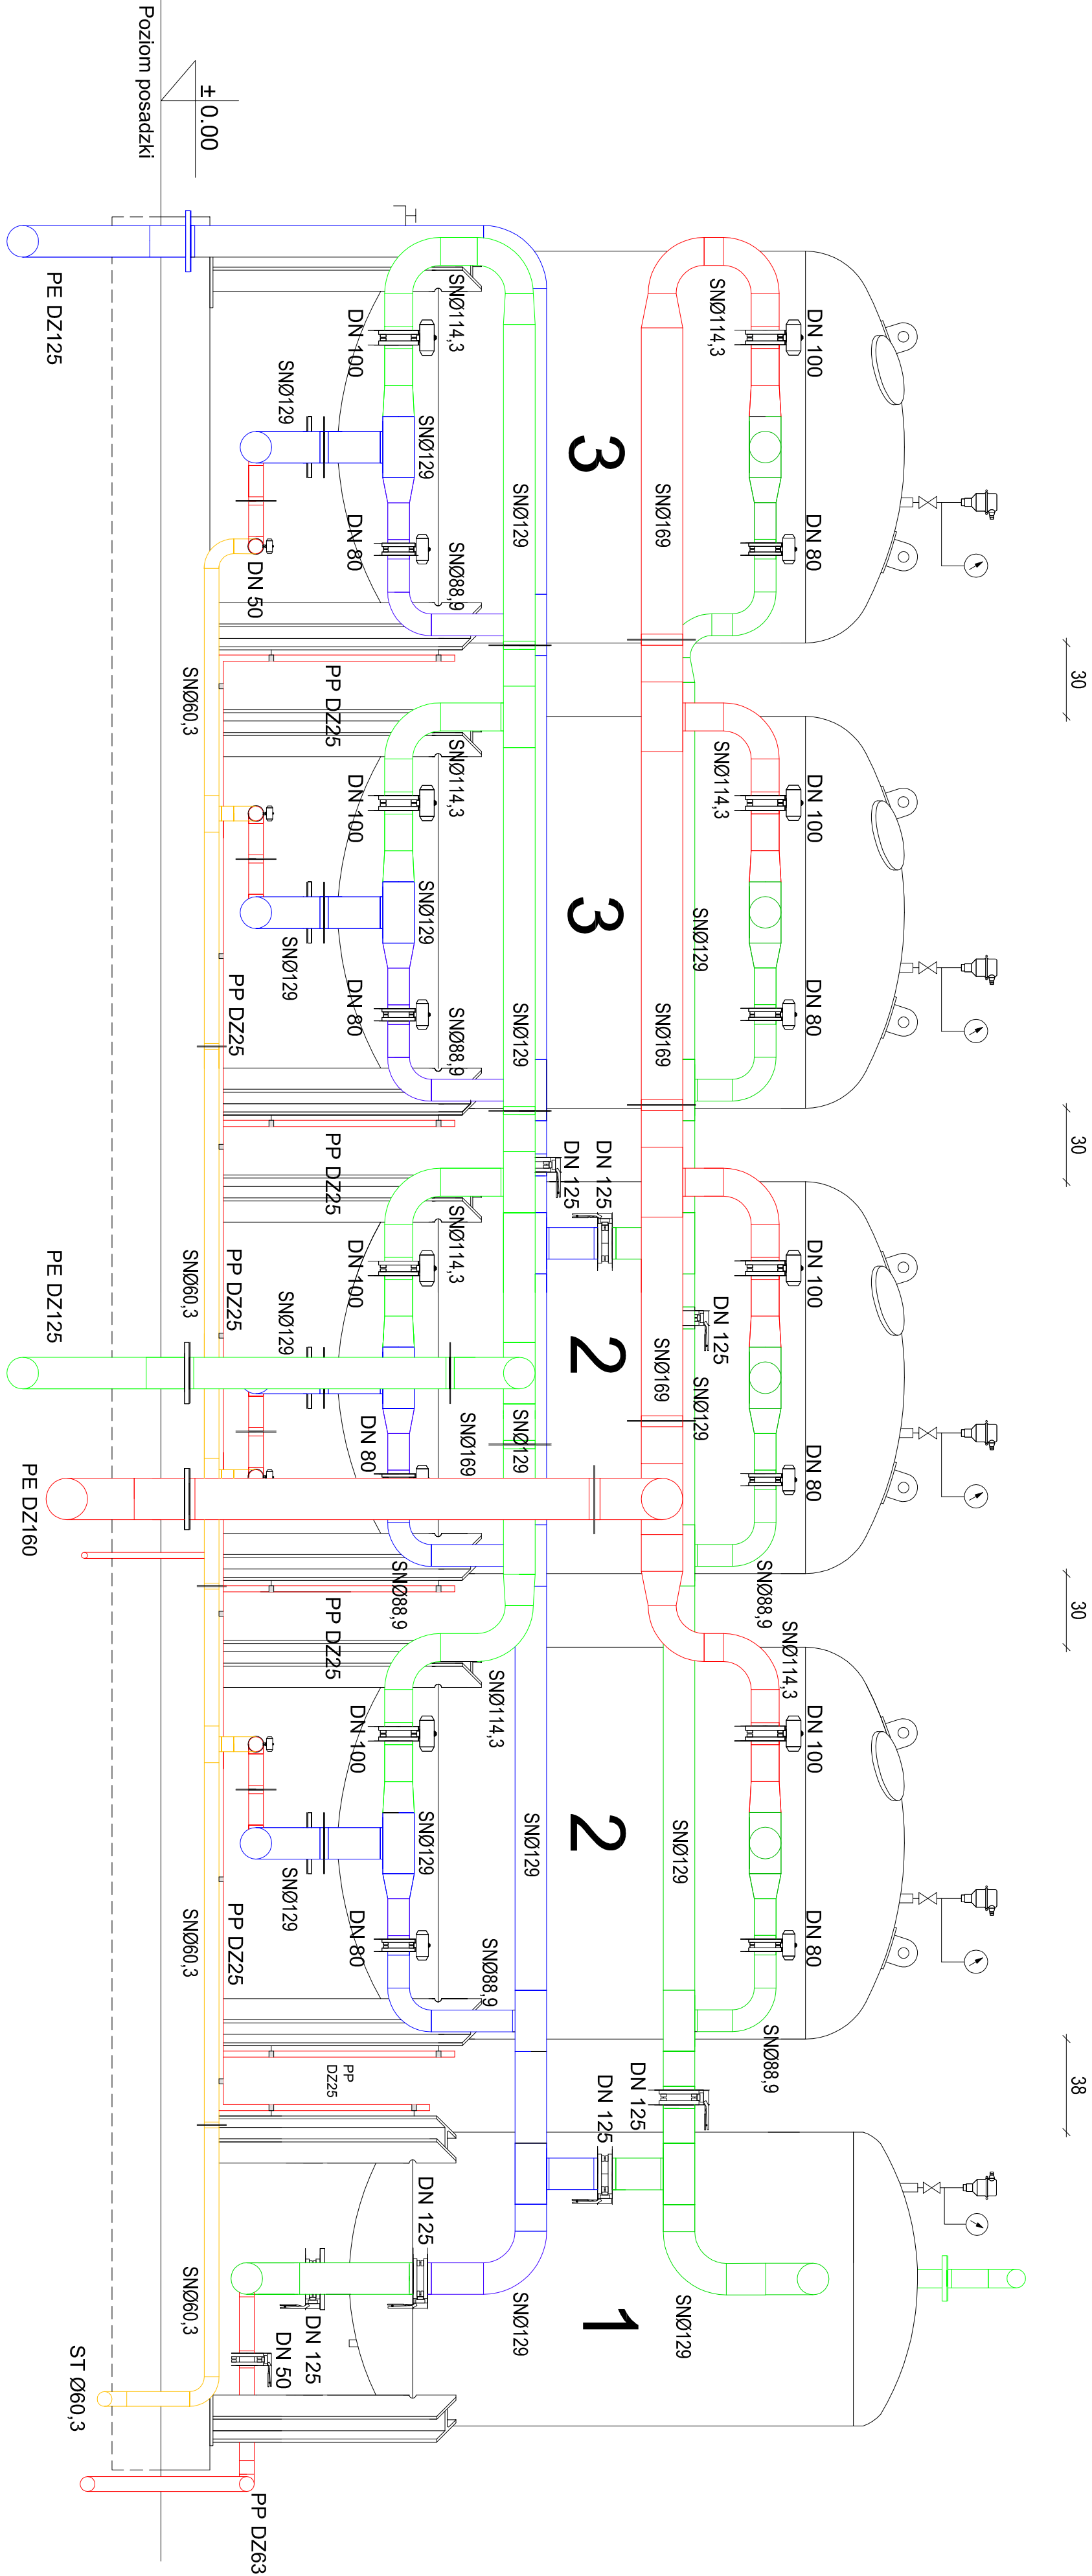 30
30
30
38
DN 100
SNØ114,3
DN 80
DN 100
SNØ114,3
DN 80
DN 100
DN 80
SNØ88,9
SNØ114,3
DN 100
DN 80
SNØ88,9
SNØ169
SNØ129
SNØ169
DN 125
SNØ129
SNØ169
SNØ129
DN 125
SNØ129
3
3
2
2
1
DN 125
DN 125
DN 125
SNØ129
SNØ129
SNØ129
SNØ129
SNØ129
SNØ114,3
SNØ129
SNØ88,9
SNØ114,3
SNØ129
SNØ88,9
SNØ114,3
SNØ169
SNØ88,9
SNØ114,3
SNØ129
SNØ88,9
DN 125
DN 100
DN 80
DN 100
DN 80
DN 100
DN 80
DN 100
DN 80
SNØ129
PP DZ25
SNØ129
PP DZ25
SNØ129
PP DZ25
SNØ129
PP
DZ25
DN 125
DN 50
DN 50
PP DZ25
PP DZ25
PP DZ25
PP DZ63
SNØ60,3
SNØ60,3
SNØ60,3
SNØ60,3
± 0.00
Poziom posadzki
PE DZ125
PE DZ125
PE DZ160
ST Ø60,3